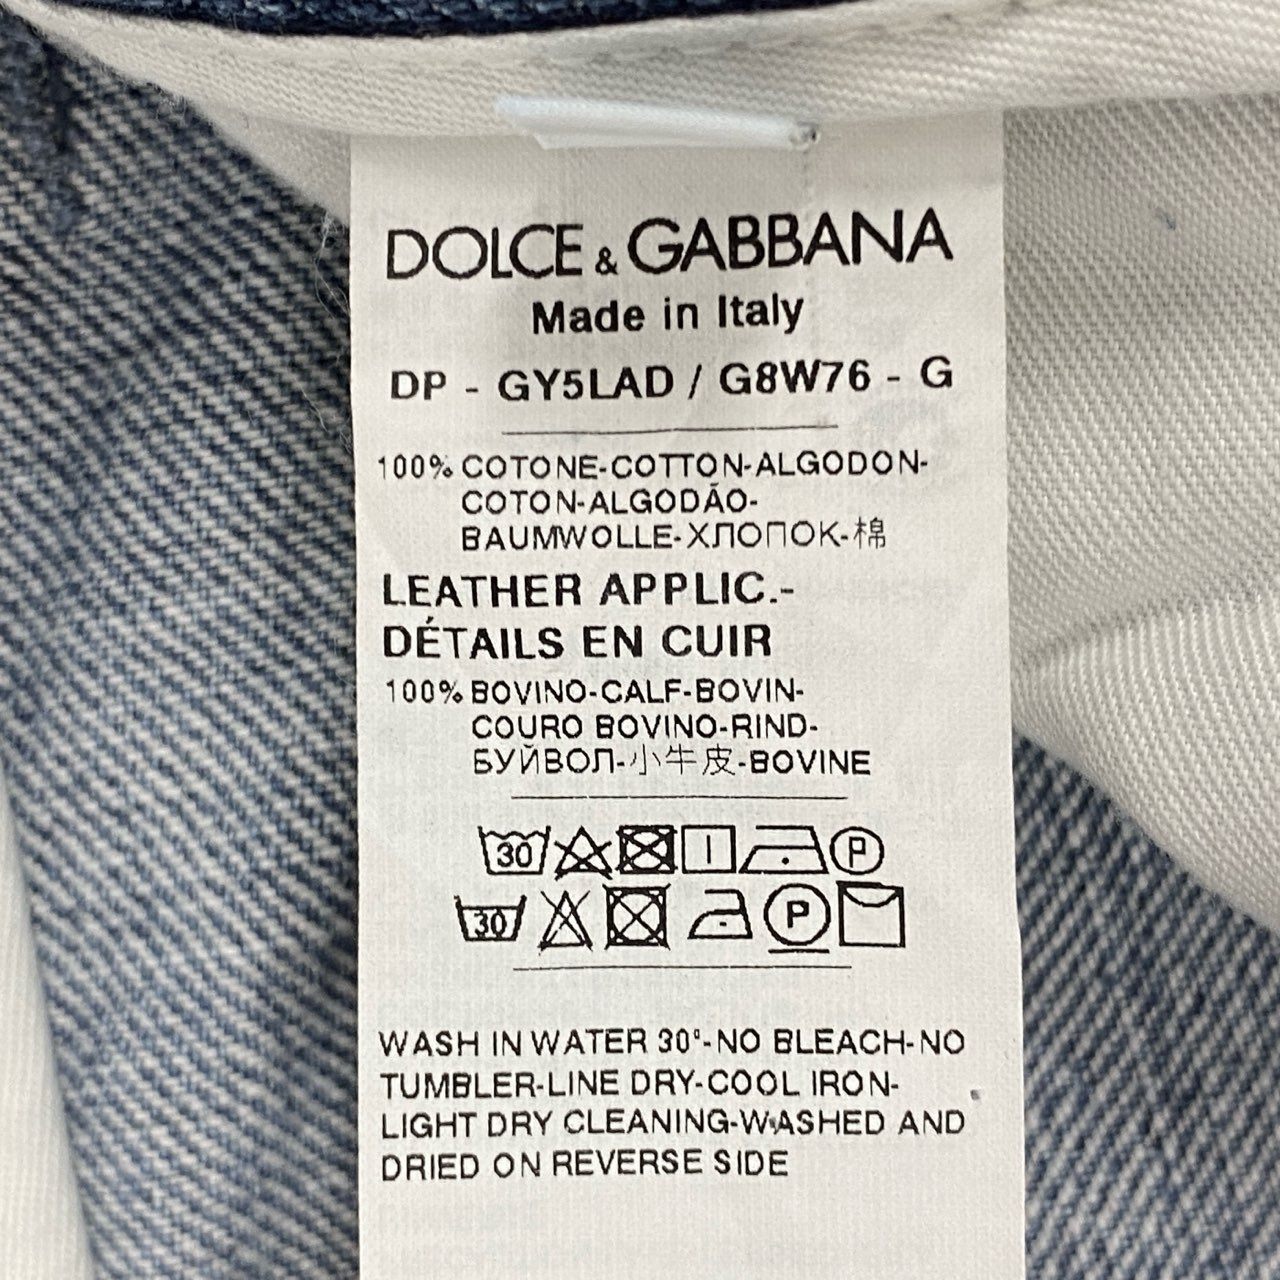 DOLCE & GABBANA
Made in Italy
DP - GY5LAD / G8W76 - G
100% COTONE-COTTON-ALGODON-
COTON-ALGODÃO-
BAUMWOLLE-ХЛОПОК-棉
LEATHER APPLIC.-
DÉTAILS EN CUIR
100% BOVINO-CALF-BOVIN-
COURO BOVINO-RIND-
БУЙВОЛ-小牛皮-BOVINE
30 P
30 P
WASH IN WATER 30°-NO BLEACH-NO
TUMBLER-LINE DRY-COOL IRON-
LIGHT DRY CLEANING-WASHED AND
DRIED ON REVERSE SIDE